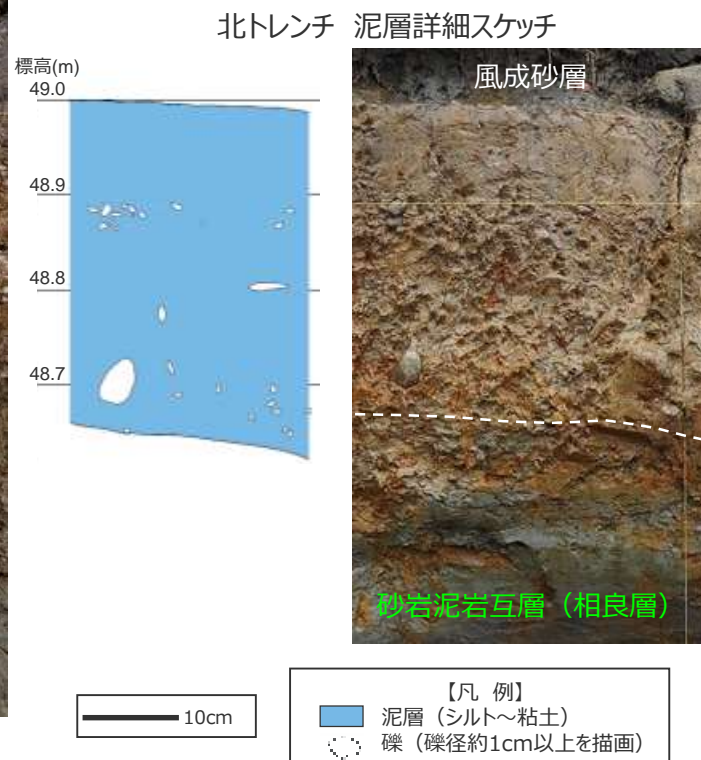 北トレンチ 泥層詳細スケッチ
標高(m)
49.0
48.9
48.8
48.7
風成砂層
砂岩泥岩互層（相良層）
10cm
【凡 例】
泥層（シルト～粘土）
礫（礫径約1cm以上を描画）